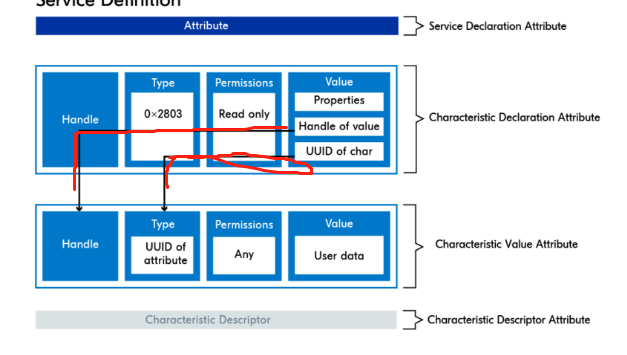 Service Definition
Attribute
Service Declaration Attribute
Handle
Type
0×2803
Permissions
Read only
Value
Properties
Handle of value
UUID of char
Characteristic Declaration Attribute
Handle
Type
UUID of
attribute
Permissions
Any
Value
User data
Characteristic Value Attribute
Characteristic Descriptor
Characteristic Descriptor Attribute